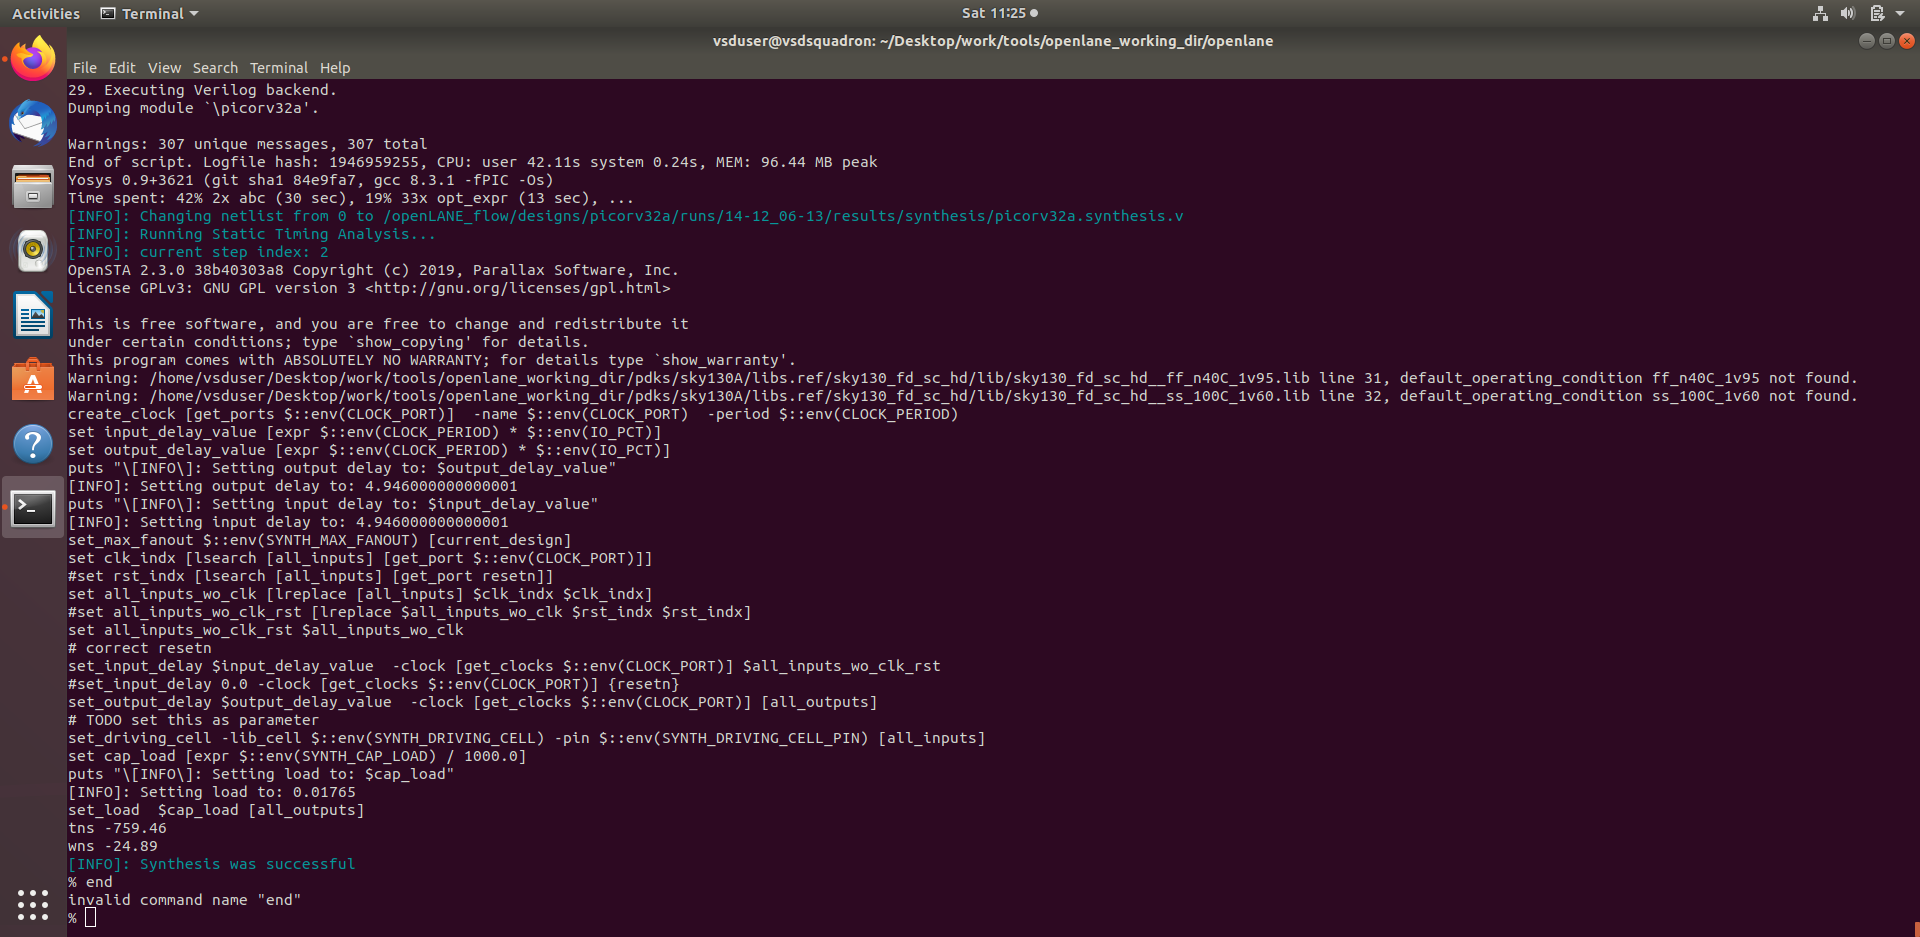 Activities Terminal Sat 11:25
vsduser@vsdsquadron: ~/Desktop/work/tools/openlane_working_dir/openlane
File Edit View Search Terminal Help
29. Executing Verilog backend.
Dumping module `\picorv32a'.
Warnings: 307 unique messages, 307 total
End of script. Logfile hash: 1946959255, CPU: user 42.11s system 0.24s, MEM: 96.44 MB peak
Yosys 0.9+3621 (git sha1 84e9fa7, gcc 8.3.1 -fPIC -Os)
Time spent: 42% 2x abc (30 sec), 19% 33x opt_expr (13 sec), ...
[INFO]: Changing netlist from 0 to /openLANE_flow/designs/picorv32a/runs/14-12_06-13/results/synthesis/picorv32a.synthesis.v
[INFO]: Running Static Timing Analysis...
[INFO]: current step index: 2
OpenSTA 2.3.0 38b40303a8 Copyright (c) 2019, Parallax Software, Inc.
License GPLv3: GNU GPL version 3 <http://gnu.org/licenses/gpl.html>
This is free software, and you are free to change and redistribute it
under certain conditions; type `show_copying' for details.
This program comes with ABSOLUTELY NO WARRANTY; for details type `show_warranty'.
Warning: /home/vsduser/Desktop/work/tools/openlane_working_dir/pdks/sky130A/libs.ref/sky130_fd_sc_hd/lib/sky130_fd_sc_hd__ff_n40C_1v95.lib line 31, default_operating_condition ff_n40C_1v95 not found.
Warning: /home/vsduser/Desktop/work/tools/openlane_working_dir/pdks/sky130A/libs.ref/sky130_fd_sc_hd/lib/sky130_fd_sc_hd__ss_100C_1v60.lib line 32, default_operating_condition ss_100C_1v60 not found.
create_clock [get_ports $::env(CLOCK_PORT)]  -name $::env(CLOCK_PORT)  -period $::env(CLOCK_PERIOD)
set input_delay_value [expr $::env(CLOCK_PERIOD) * $::env(IO_PCT)]
set output_delay_value [expr $::env(CLOCK_PERIOD) * $::env(IO_PCT)]
puts "\[INFO\]: Setting output delay to: $output_delay_value"
[INFO]: Setting output delay to: 4.946000000000001
puts "\[INFO\]: Setting input delay to: $input_delay_value"
[INFO]: Setting input delay to: 4.946000000000001
set_max_fanout $::env(SYNTH_MAX_FANOUT) [current_design]
set clk_indx [lsearch [all_inputs] [get_port $::env(CLOCK_PORT)]]
#set rst_indx [lsearch [all_inputs] [get_port resetn]]
set all_inputs_wo_clk [lreplace [all_inputs] $clk_indx $clk_indx]
#set all_inputs_wo_clk_rst [lreplace $all_inputs_wo_clk $rst_indx $rst_indx]
set all_inputs_wo_clk_rst $all_inputs_wo_clk
# correct resetn
set_input_delay $input_delay_value  -clock [get_clocks $::env(CLOCK_PORT)] $all_inputs_wo_clk_rst
#set_input_delay 0.0 -clock [get_clocks $::env(CLOCK_PORT)] {resetn}
set_output_delay $output_delay_value  -clock [get_clocks $::env(CLOCK_PORT)] [all_outputs]
# TODO set this as parameter
set_driving_cell -lib_cell $::env(SYNTH_DRIVING_CELL) -pin $::env(SYNTH_DRIVING_CELL_PIN) [all_inputs]
set cap_load [expr $::env(SYNTH_CAP_LOAD) / 1000.0]
puts "\[INFO\]: Setting load to: $cap_load"
[INFO]: Setting load to: 0.01765
set_load  $cap_load [all_outputs]
tns -759.46
wns -24.89
[INFO]: Synthesis was successful
% end
invalid command name "end"
%